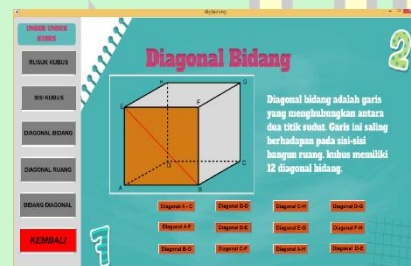 UNSUR UNSUR
KUBUS
RUSUK KUBUS
SISI KUBUS
DIAGONAL BIDANG
DIAGONAL RUANG
BIDANG DIAGONAL
KEMBALI
Diagonal Bidang
E
F
G
D
C
A
B
Diagonal bidang adalah garis
yang menghubungkan antara
dua titik sudut. Garis ini saling
berhadapan pada sisi-sisi
bangun ruang. kubus memiliki
12 diagonal bidang.
Diagonal A - C
Diagonal C-H
Diagonal D-G
Diagonal A-F
Diagonal E-G
Diagonal F-H
Diagonal B-G
Diagonal C-F
Diagonal A-H
Diagonal D-E
2
1